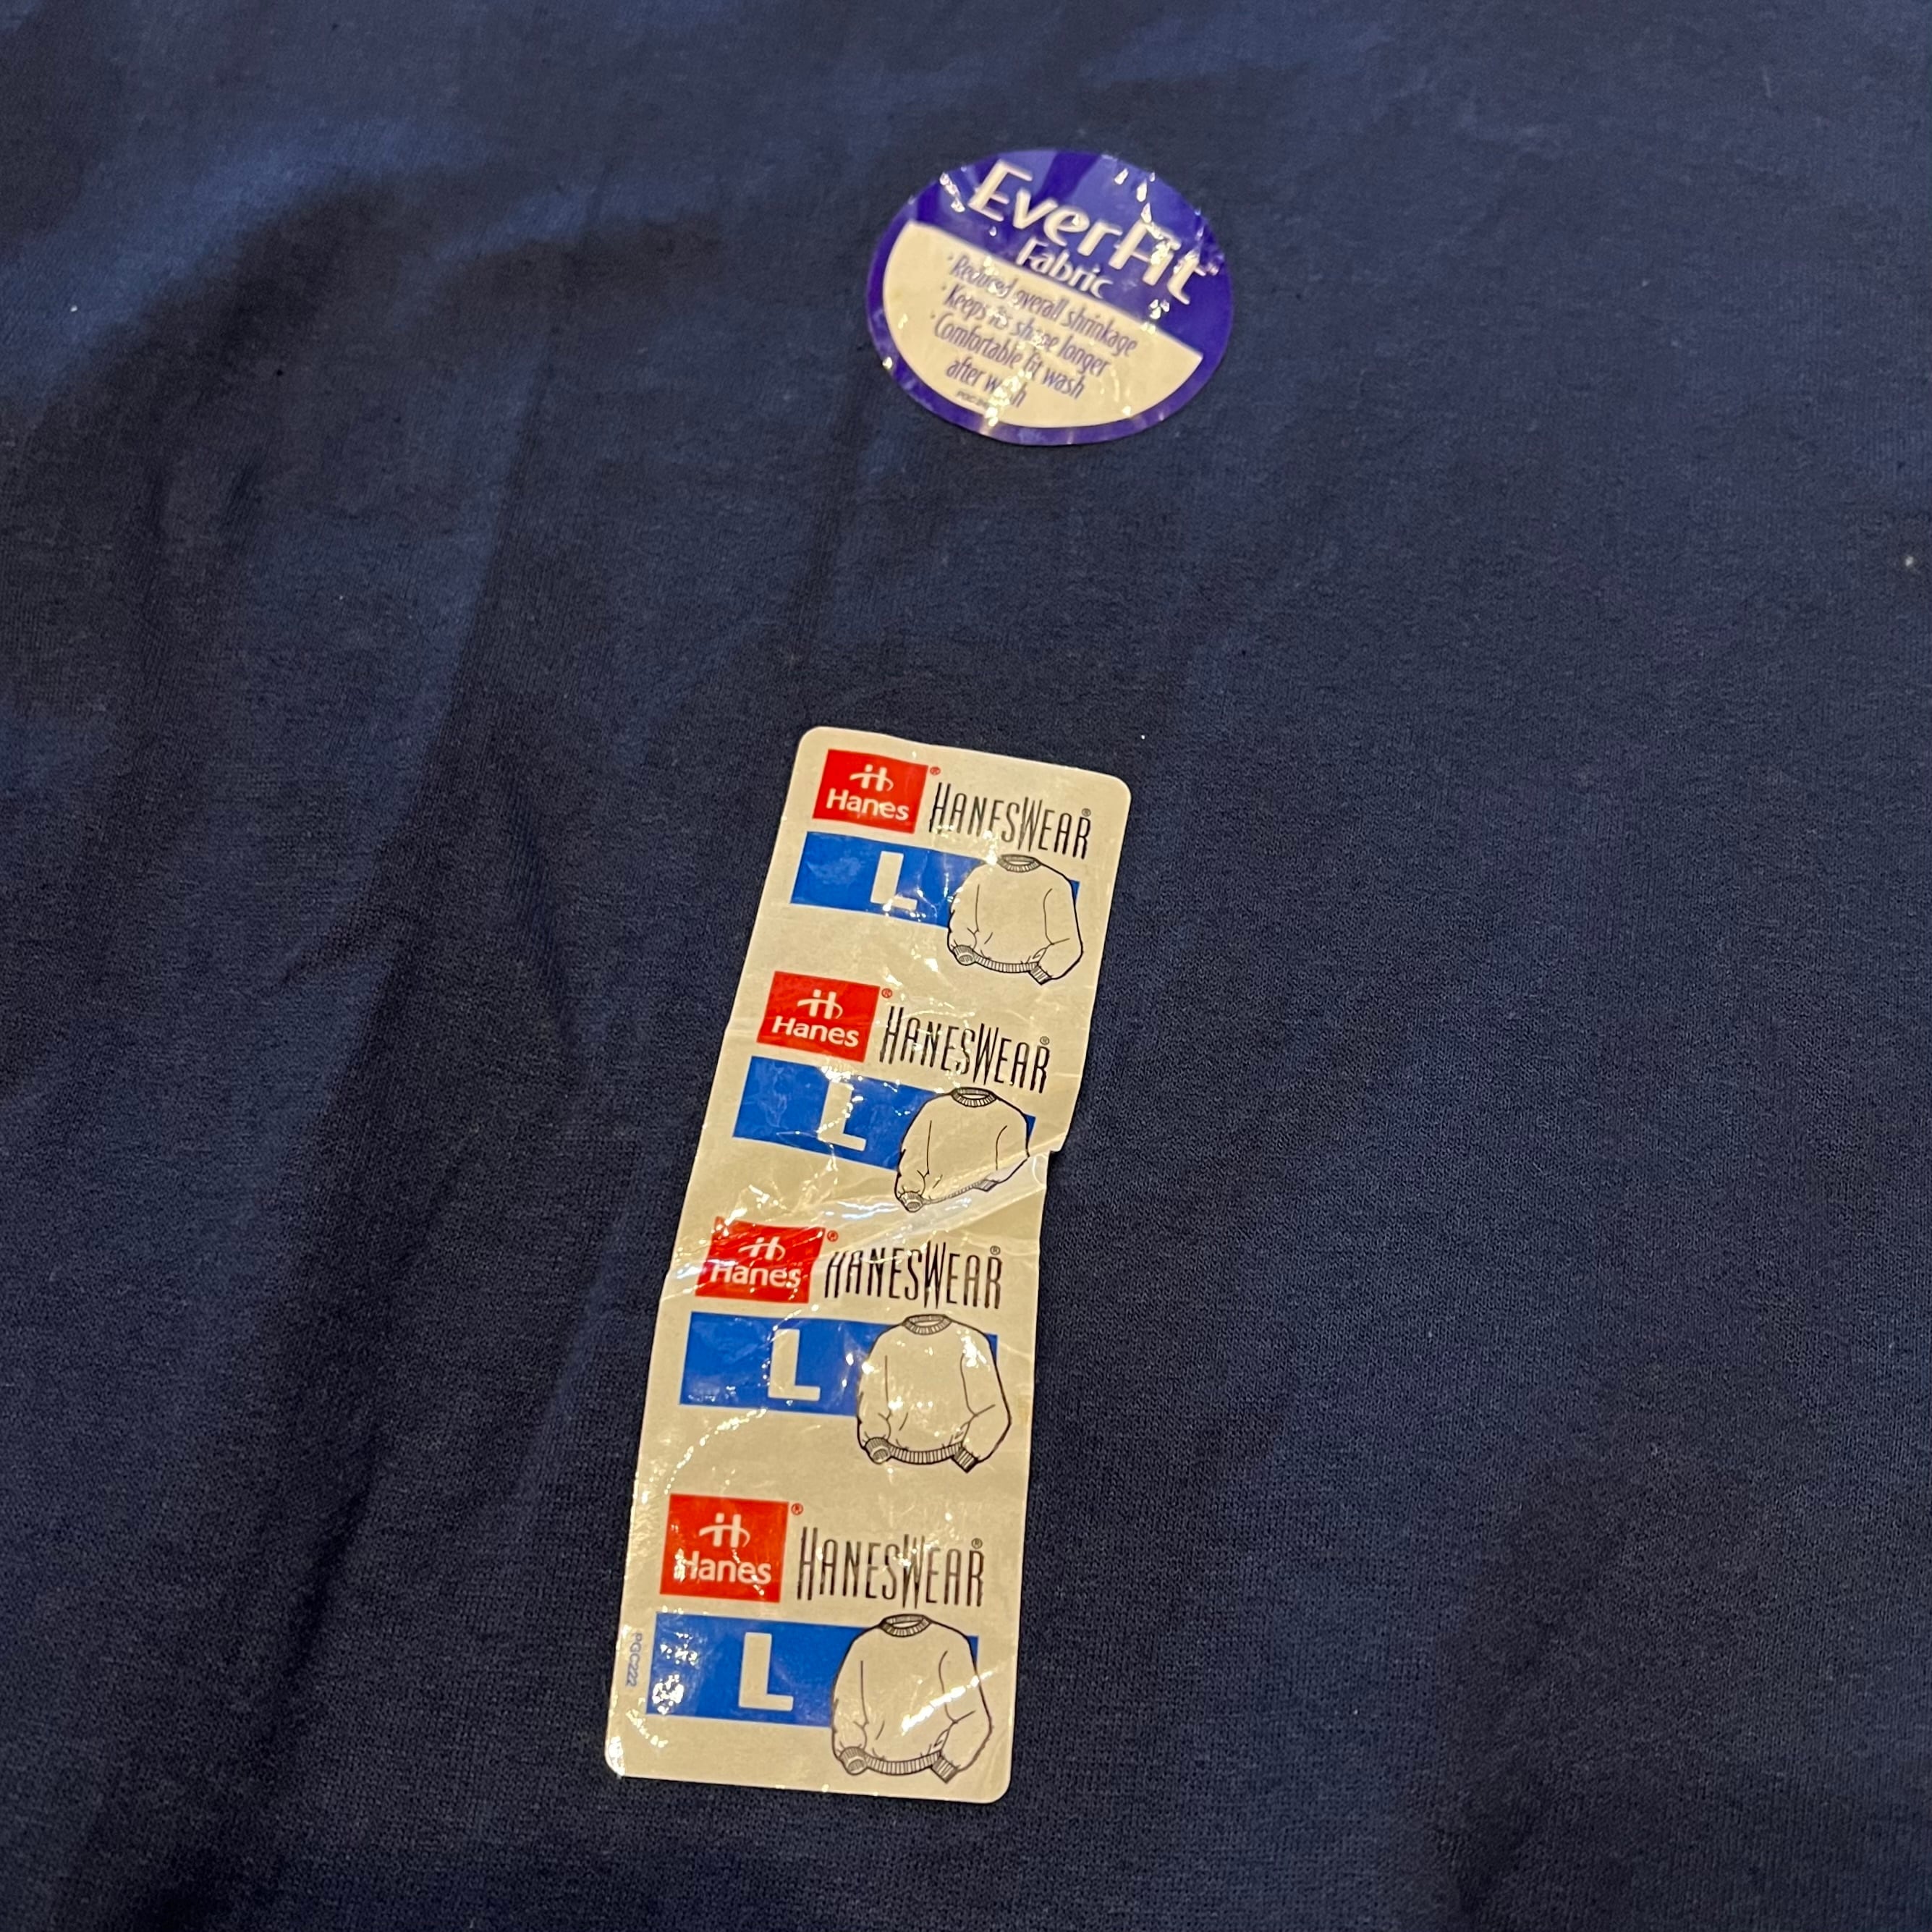 EverFit
Fabric
• Reduced overall shrinkage
• Keeps its shape longer
• Comfortable fit wash
after wash
Hanes® HANESWEAR®
L
Hanes® HANESWEAR®
L
Hanes® HANESWEAR®
L
Hanes® HANESWEAR®
L
PGC222